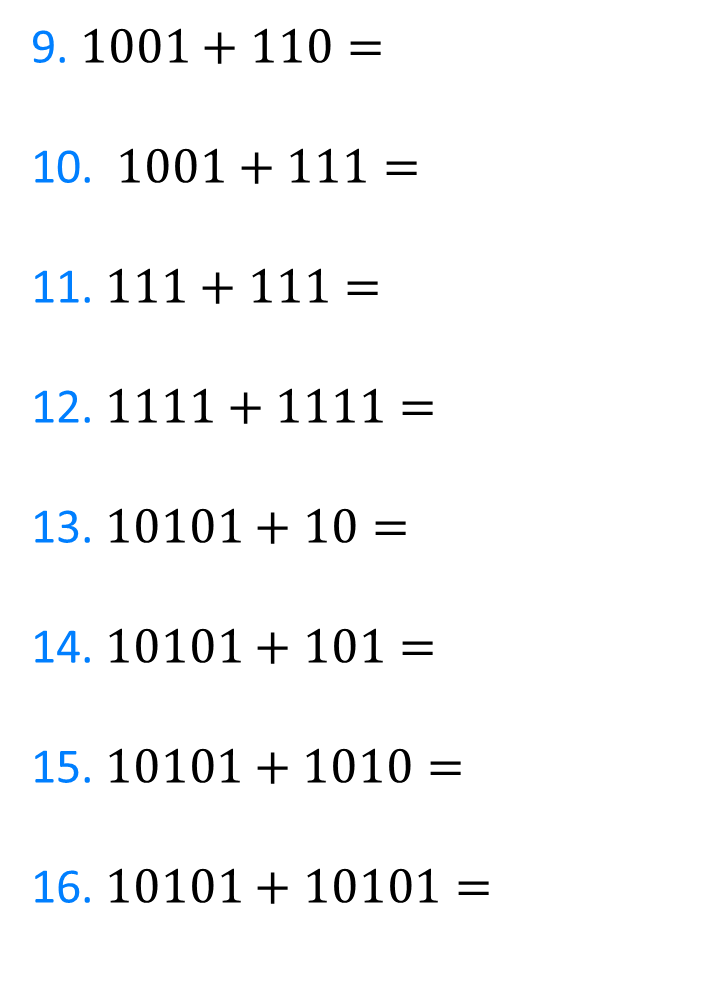 9. 1001 + 110 =
10. 1001 + 111 =
11. 111 + 111 =
12. 1111 + 1111 =
13. 10101 + 10 =
14. 10101 + 101 =
15. 10101 + 1010 =
16. 10101 + 10101 =